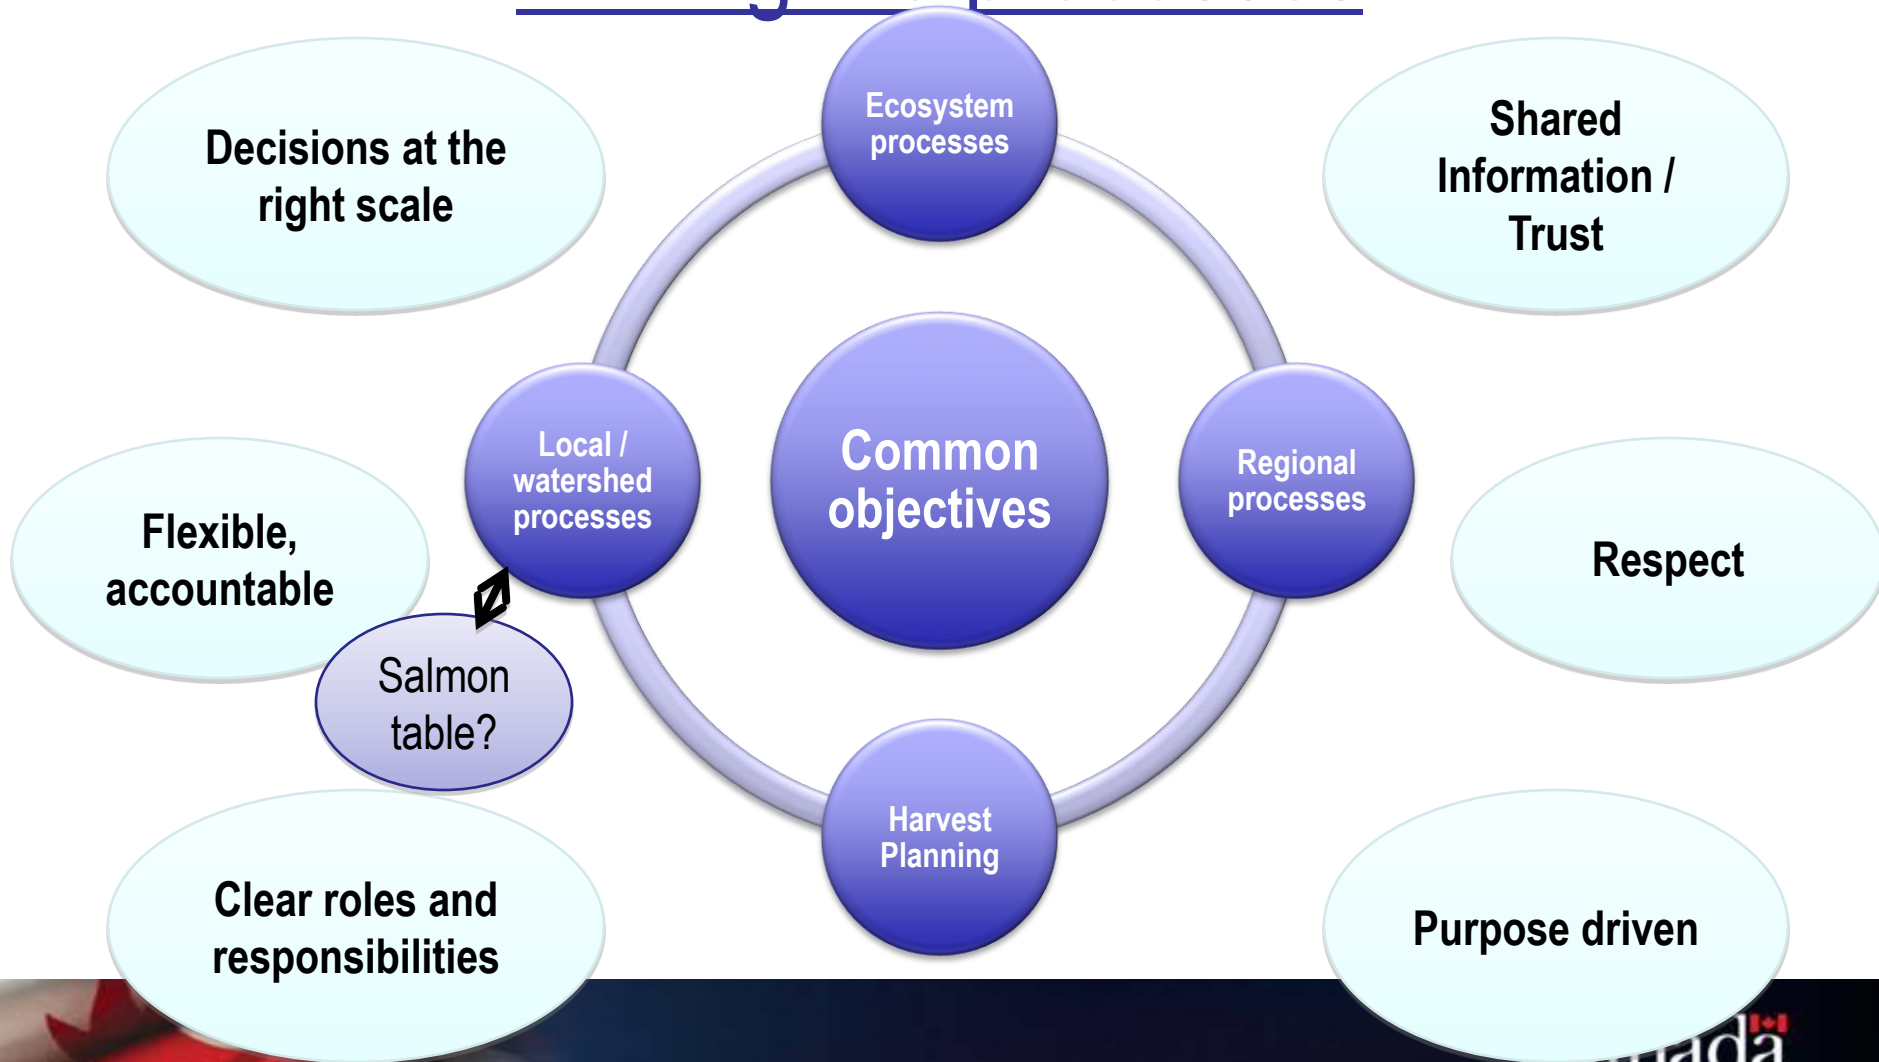 Ecosystem
processes
Decisions at the
right scale
Shared
Information /
Trust
Local /
watershed
processes
Common
objectives
Regional
processes
Flexible,
accountable
Respect
Salmon
table?
Harvest
Planning
Clear roles and
responsibilities
Purpose driven